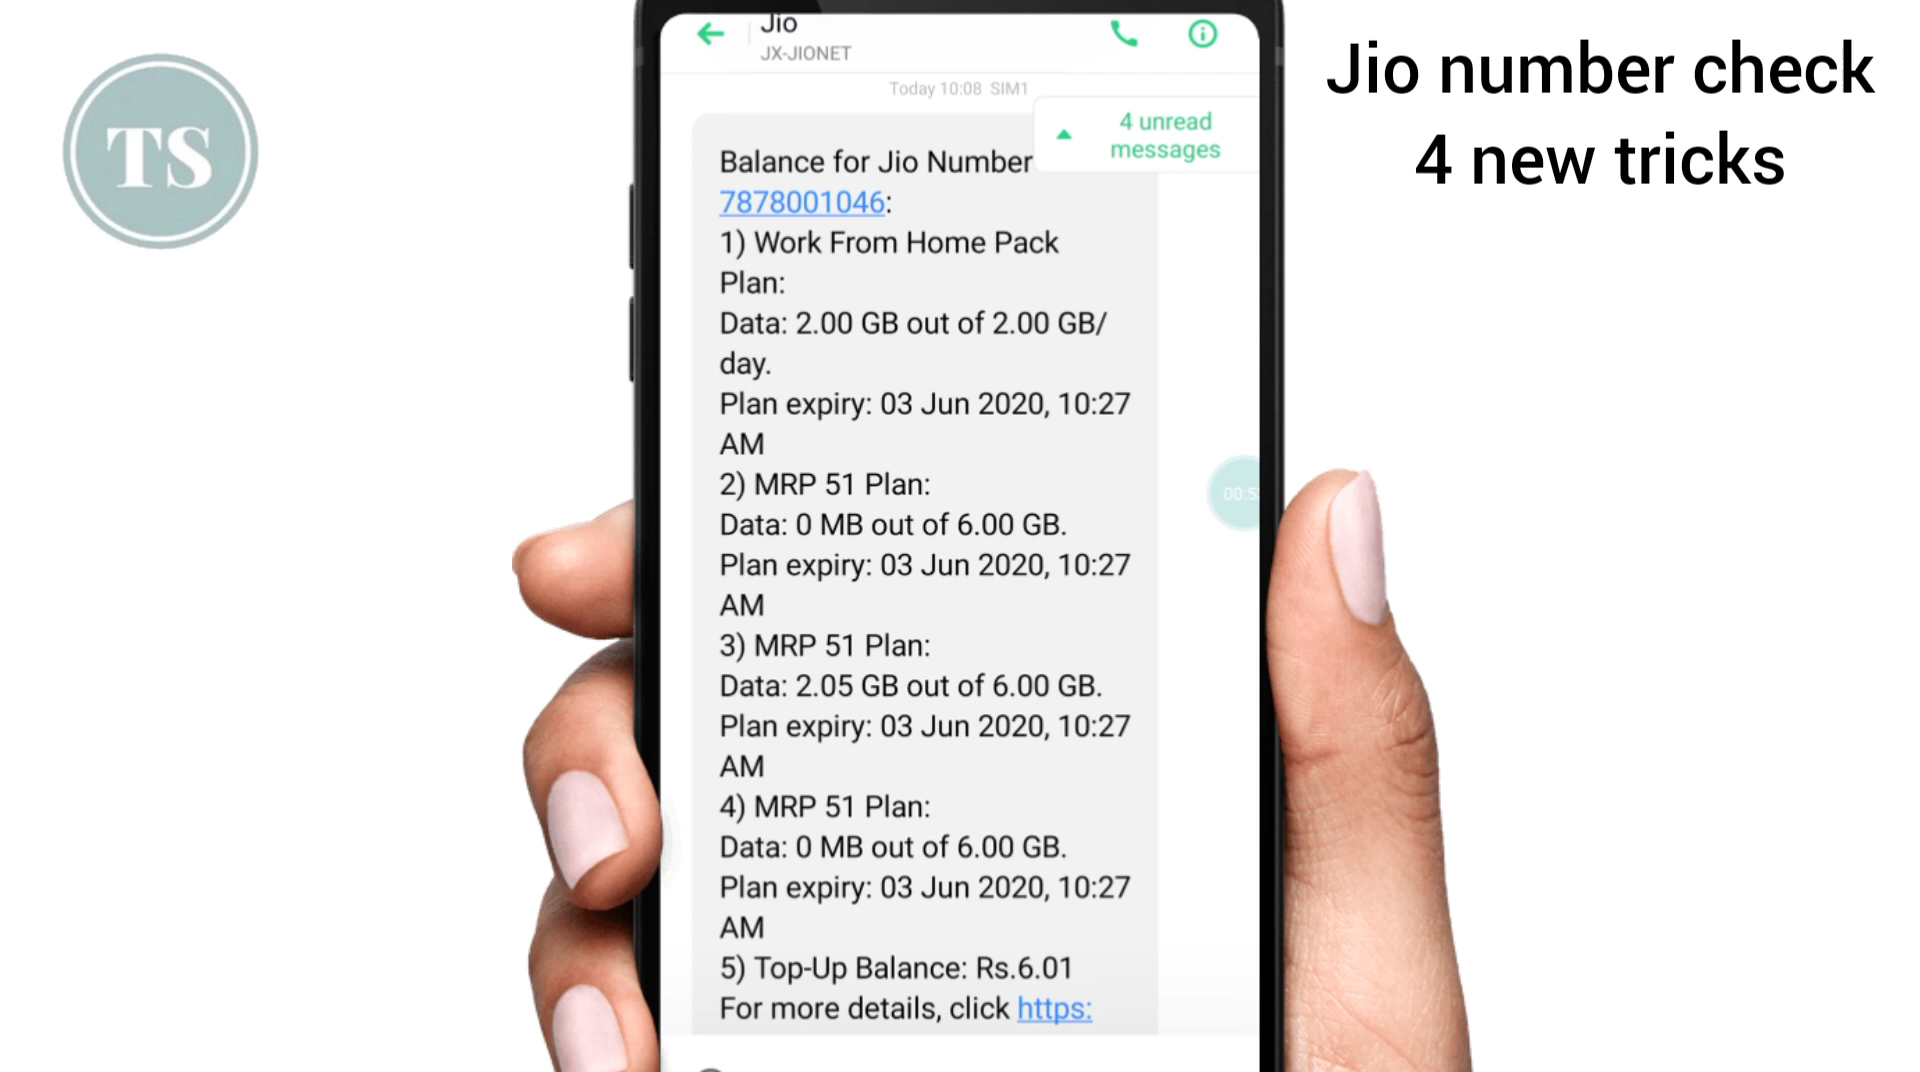 TS
Jio number check
4 new tricks
Jio
JX-JIONET
Today 10:08 SIM1
4 unread
messages
Balance for Jio Number
7878001046:
1) Work From Home Pack
Plan:
Data: 2.00 GB out of 2.00 GB/
day.
Plan expiry: 03 Jun 2020, 10:27
AM
2) MRP 51 Plan:
Data: 0 MB out of 6.00 GB.
Plan expiry: 03 Jun 2020, 10:27
AM
3) MRP 51 Plan:
Data: 2.05 GB out of 6.00 GB.
Plan expiry: 03 Jun 2020, 10:27
AM
4) MRP 51 Plan:
Data: 0 MB out of 6.00 GB.
Plan expiry: 03 Jun 2020, 10:27
AM
5) Top-Up Balance: Rs.6.01
For more details, click https: